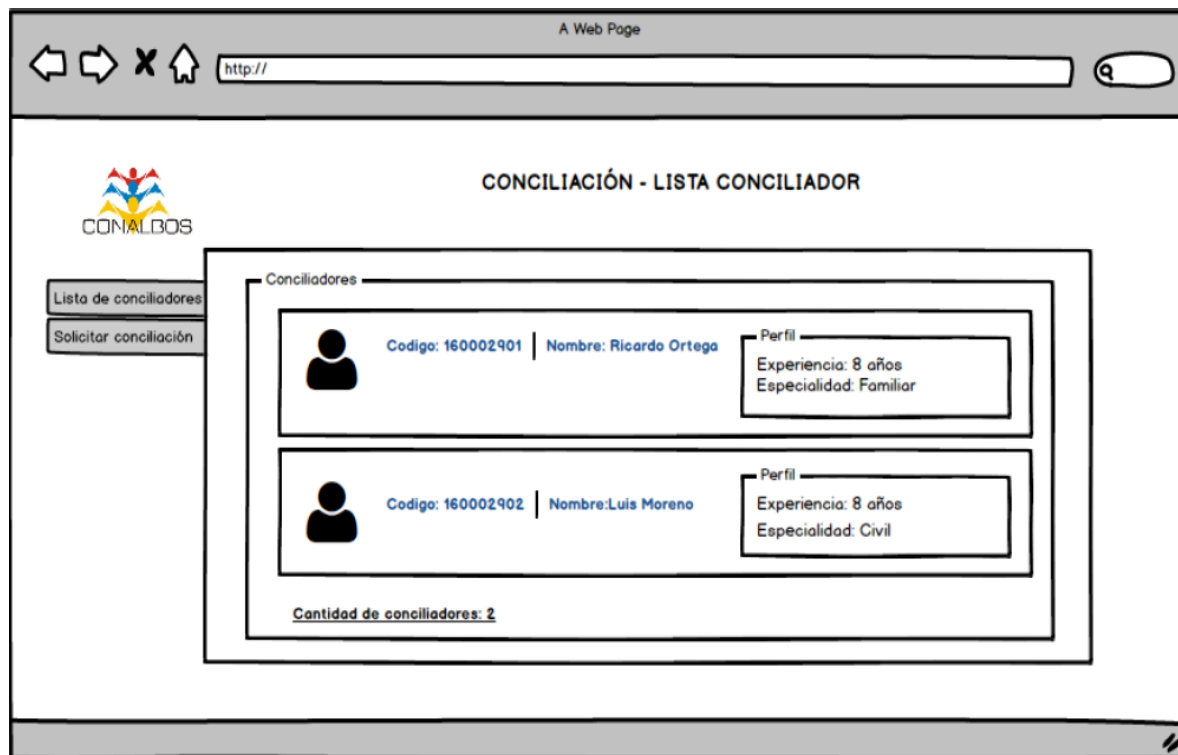 A Web Page
http://
CONALBOS
CONCILIACIÓN - LISTA CONCILIADOR
Lista de conciliadores
Solicitar conciliación
Conciliadores
Codigo: 160002901 | Nombre: Ricardo Ortega
Perfil
Experiencia: 8 años
Especialidad: Familiar
Codigo: 160002902 | Nombre:Luis Moreno
Perfil
Experiencia: 8 años
Especialidad: Civil
Cantidad de conciliadores: 2